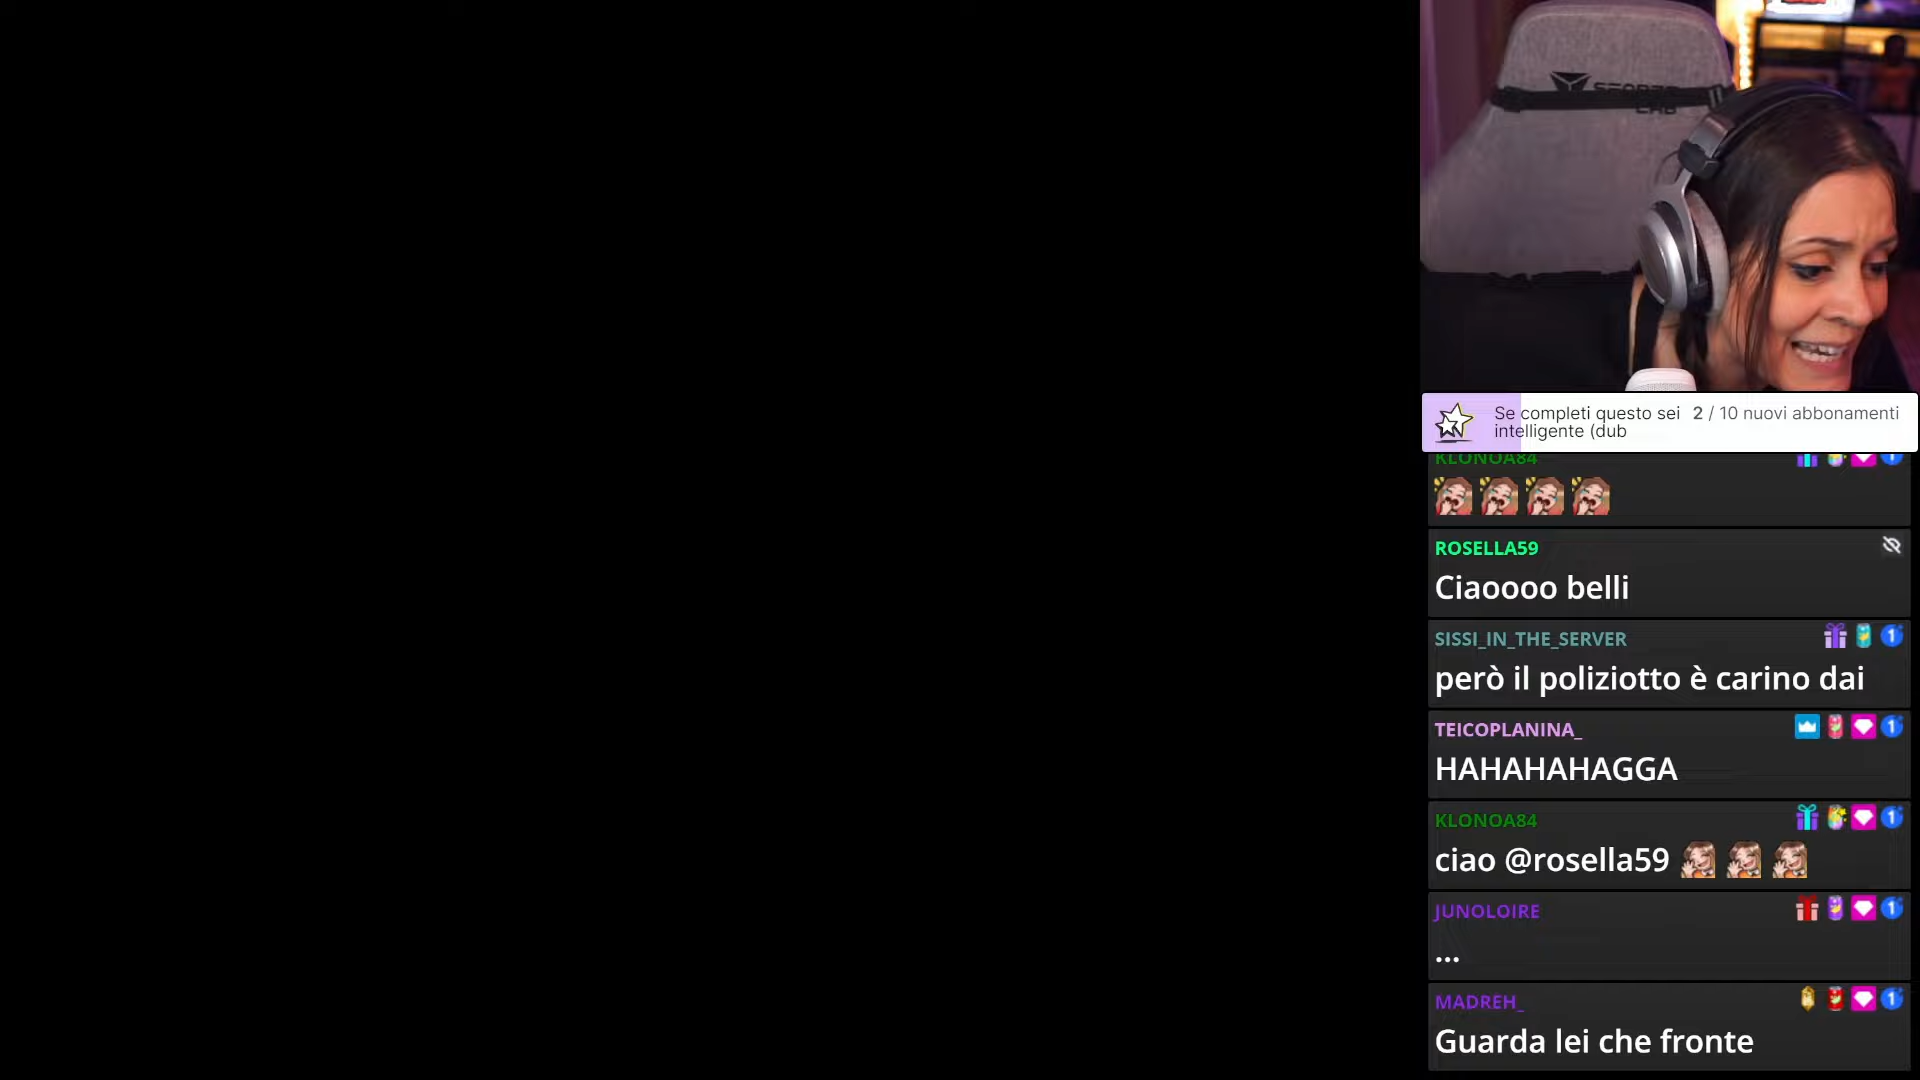 Se completi questo sei 2 / 10 nuovi abbonamenti
intelligente (dub
KLONOA84
ROSELLA59
Ciaoooo belli
SISSI_IN_THE_SERVER
però il poliziotto è carino dai
TEICOPLANINA_
HAHAHAHAGGA
KLONOA84
ciao @rosella59
JUNOLOIRE
...
MADREH_
Guarda lei che fronte